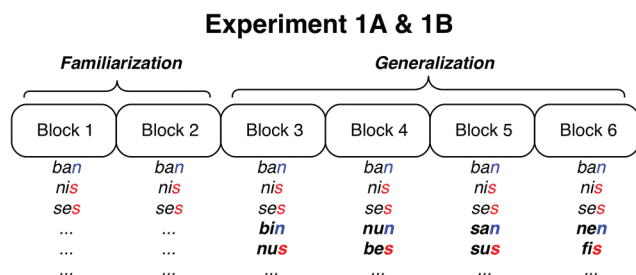 Experiment 1A & 1B
Familiarization Generalization
Block 1 Block 2 Block 3 Block 4 Block 5 Block 6
ban ban ban ban ban ban
nis nis nis nis nis nis
ses ses ses ses ses ses
... ... bin nun san nen
... ... nus bes sus fis
... ... ... ... ... ...